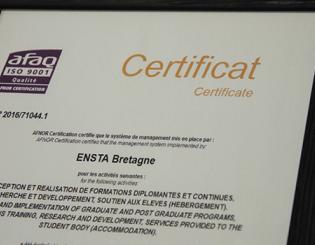 afaq
ISO 9001
Qualité
AFNOR CERTIFICATION
Certificat
Certificate
° 2016/71044.1
AFNOR Certification certifie que le système de management mis en place par :
AFNOR Certification certifies that the management system implemented by:
ENSTA Bretagne
pour les activités suivantes :
for the following activities:
CEPTION ET REALISATION DE FORMATIONS DIPLOMANTES ET CONTINUES,
CHERCHE ET DEVELOPPEMENT, SOUTIEN AUX ELEVES (HEBERGEMENT).
AND IMPLEMENTATION OF GRADUATE AND POST GRADUATE PROGRAMS,
US TRAINING, RESEARCH AND DEVELOPMENT, SERVICES PROVIDED TO THE
STUDENT BODY (ACCOMMODATION).